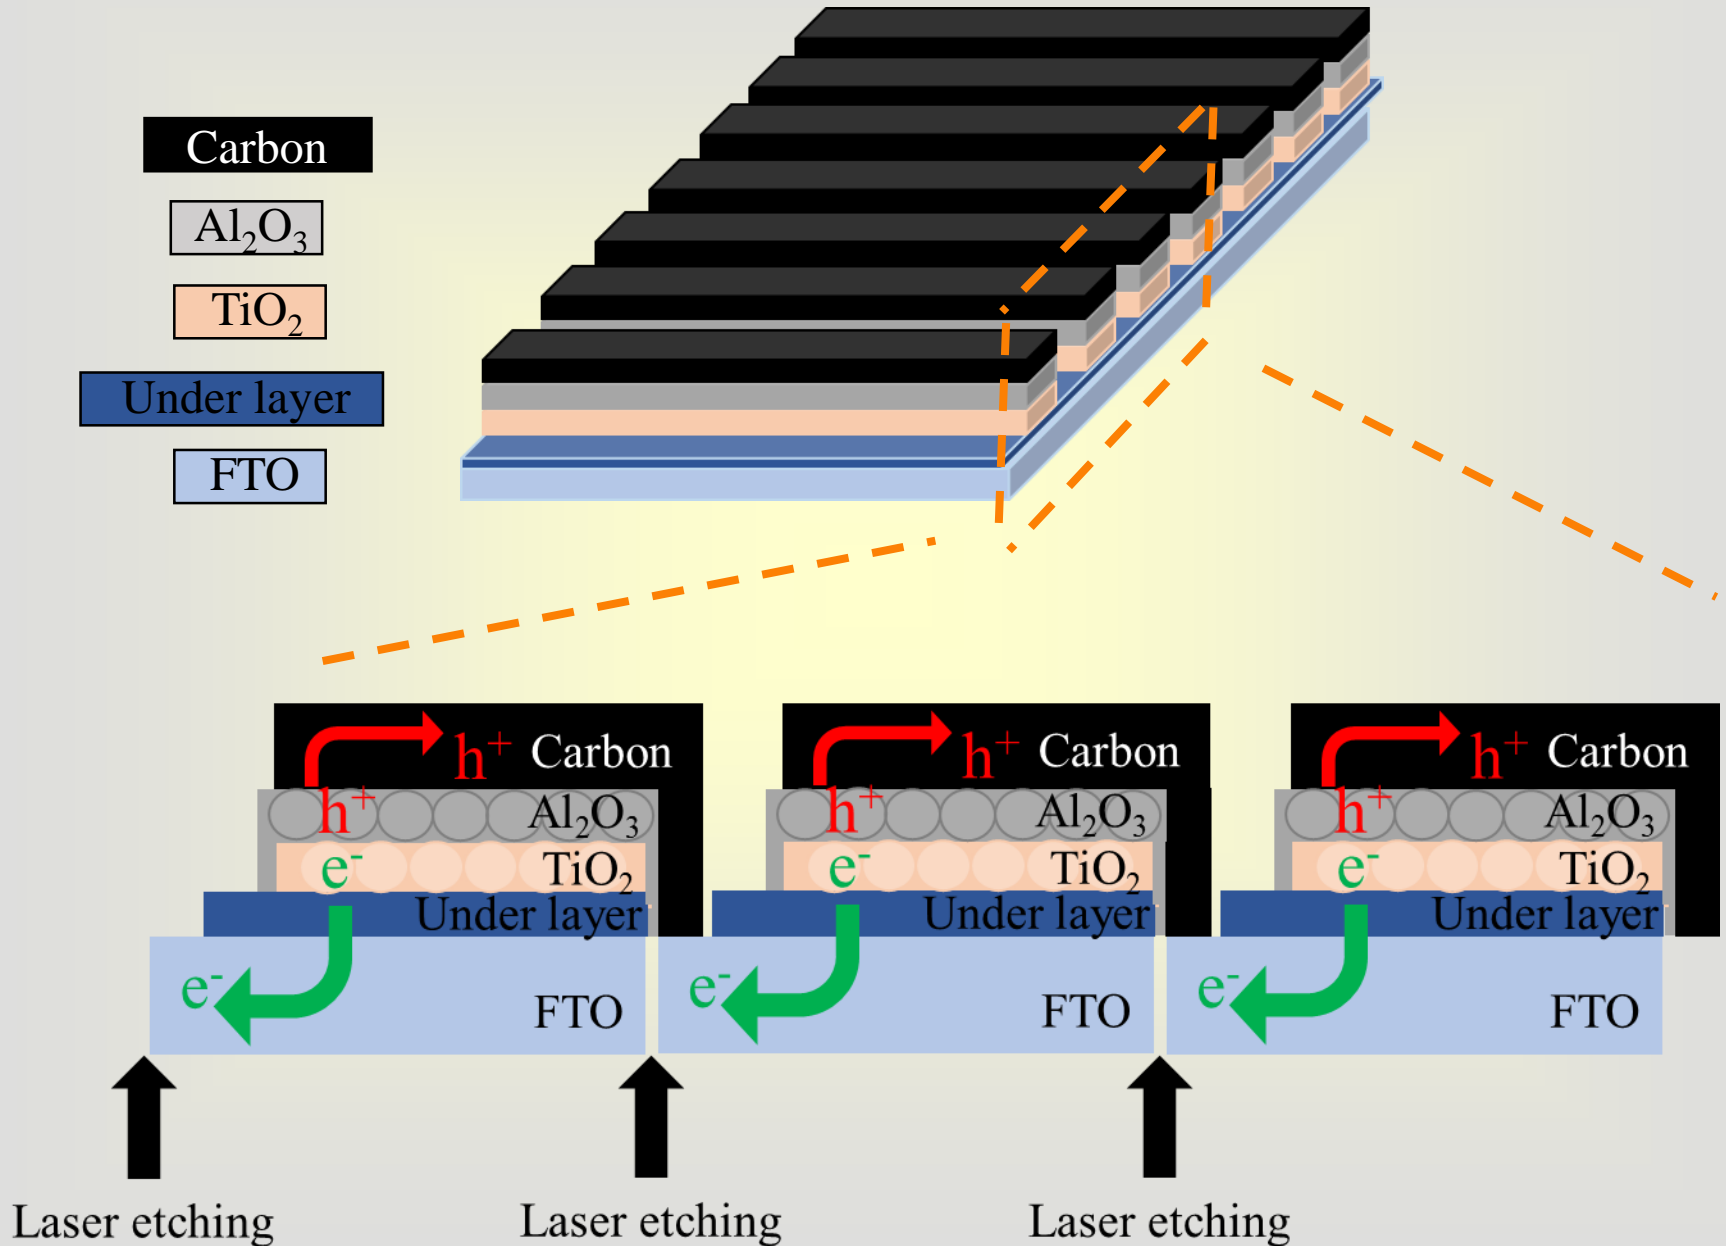 Carbon
Al₂O₃
TiO₂
Under layer
FTO
h⁺ Carbon h⁺ Carbon h⁺ Carbon
h⁺ Al₂O₃ h⁺ Al₂O₃ h⁺ Al₂O₃
e⁻ TiO₂ e⁻ TiO₂ e⁻ TiO₂
Under layer Under layer Under layer
e⁻ FTO e⁻ FTO e⁻ FTO
Laser etching Laser etching Laser etching